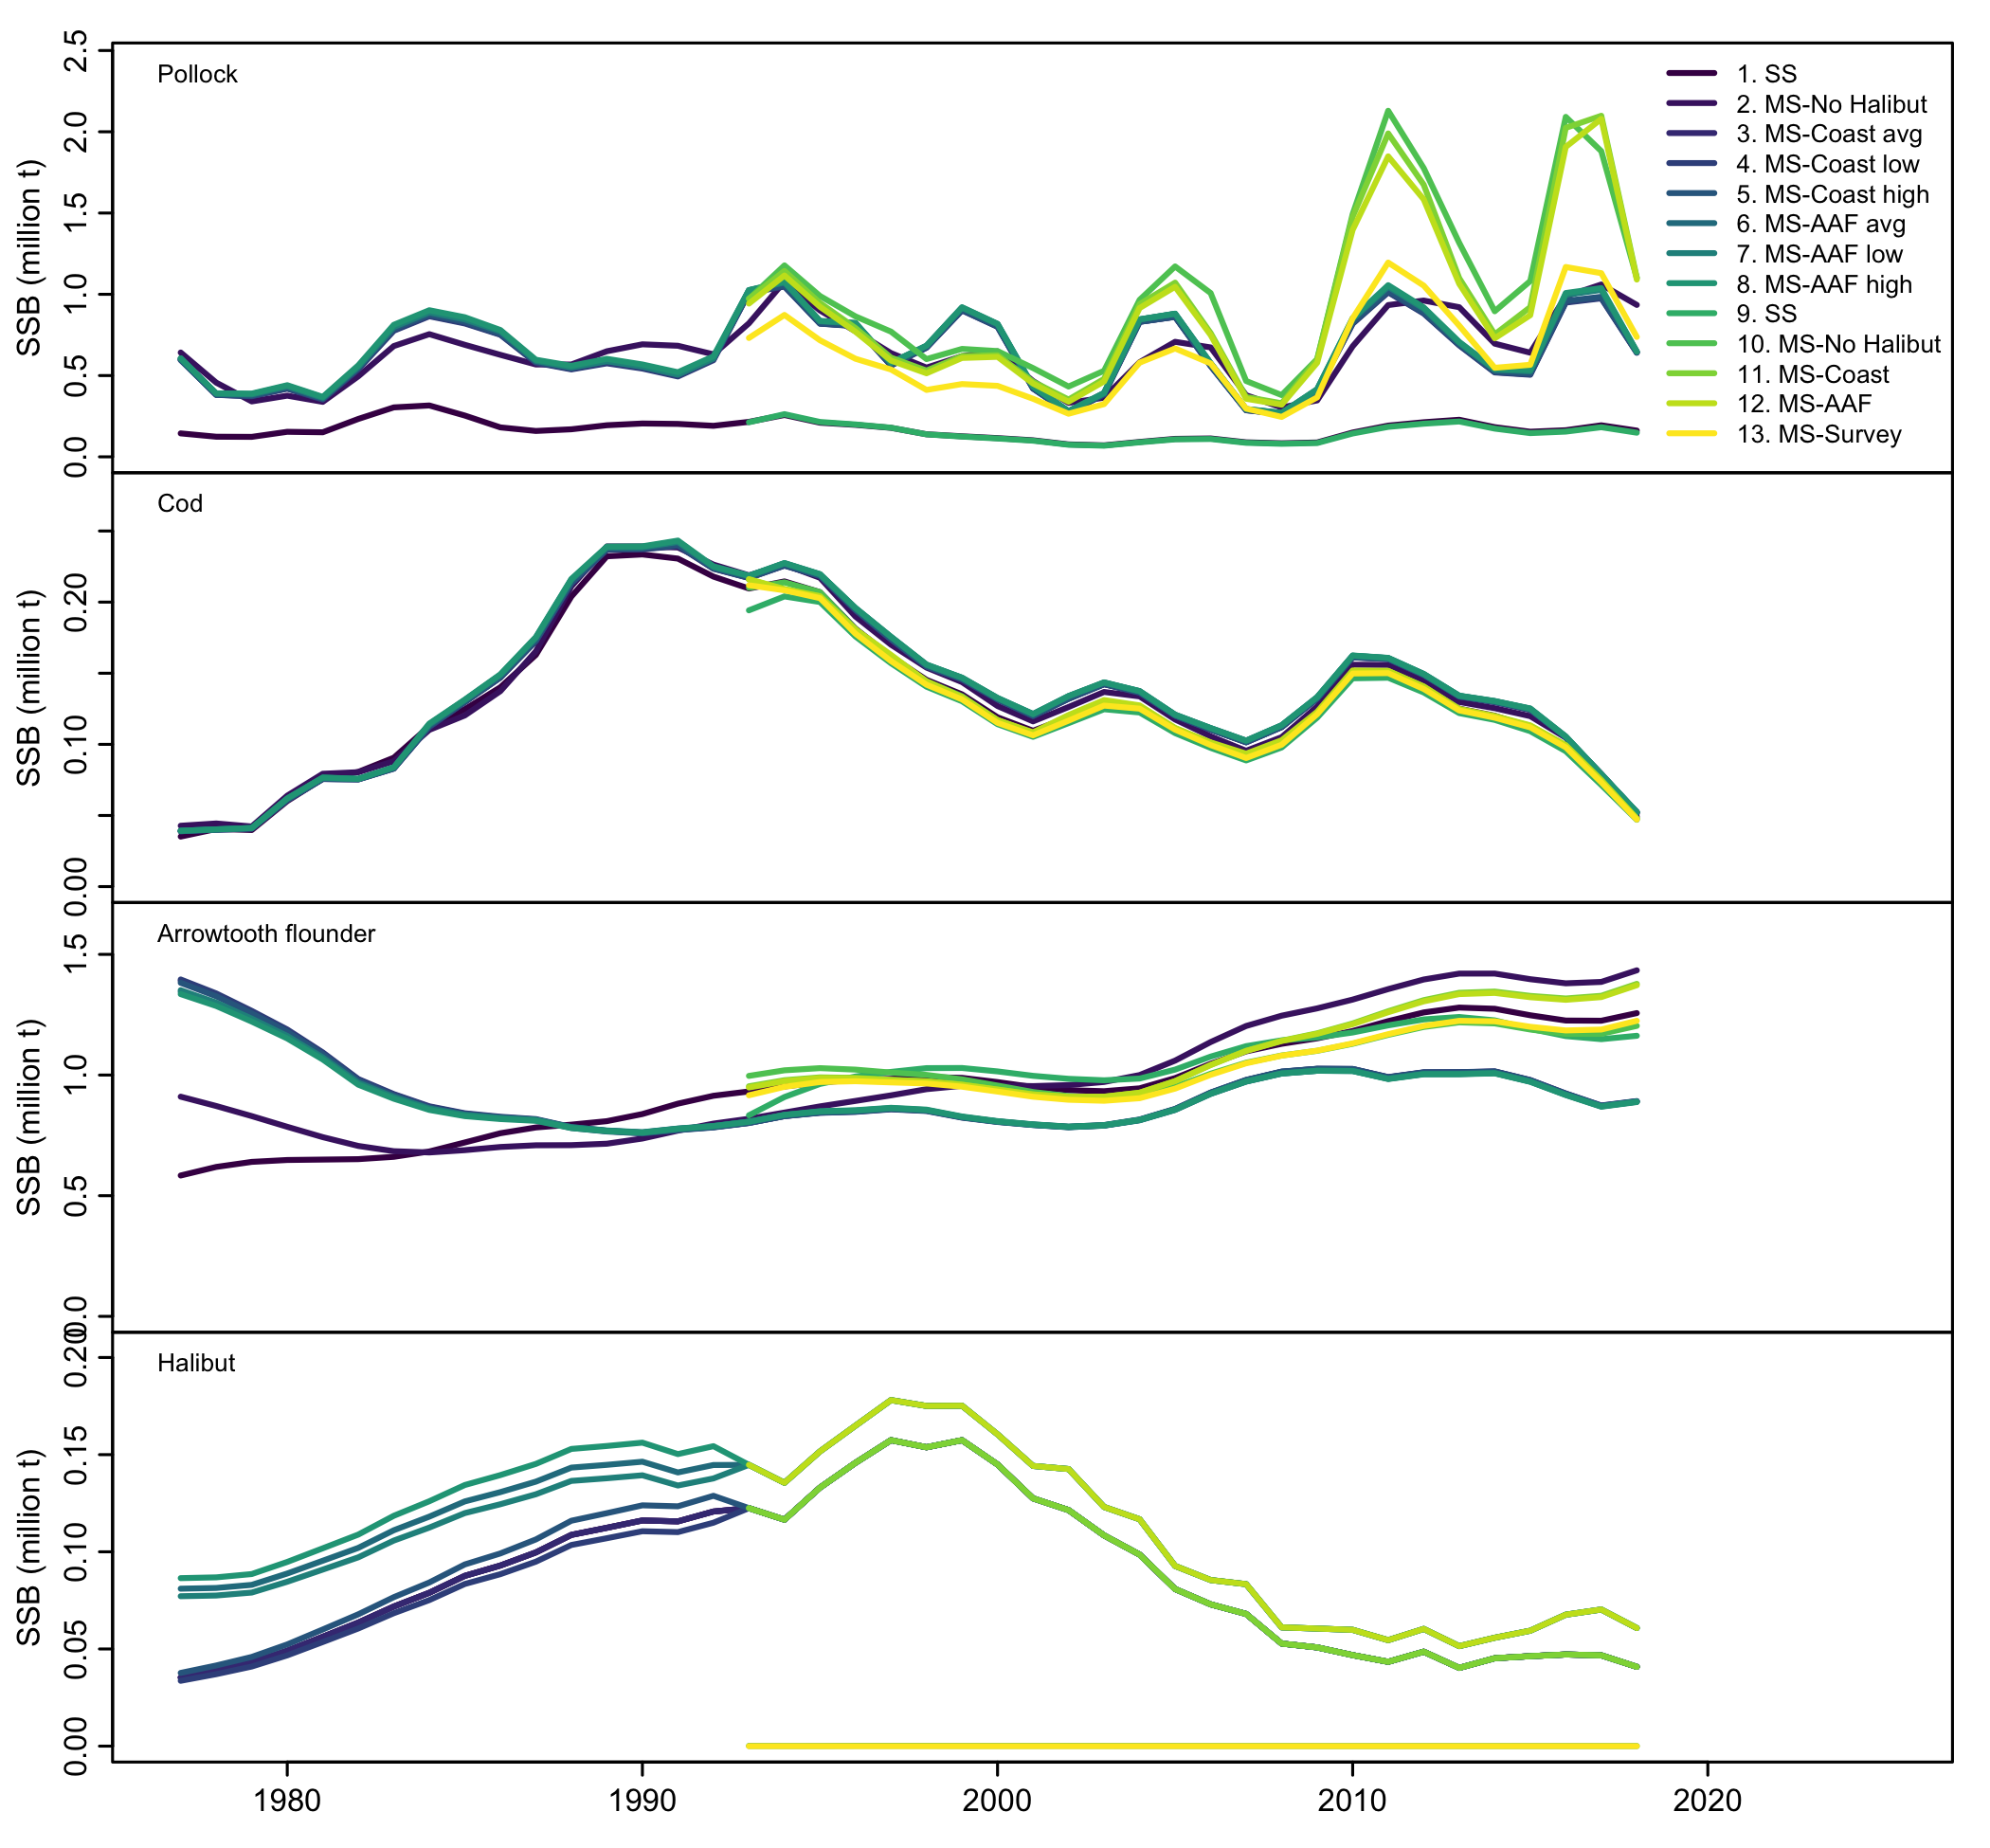 Pollock
SSB (million t)
2.5
2.0
1.5
1.0
0.5
0.0
1. SS
2. MS-No Halibut
3. MS-Coast avg
4. MS-Coast low
5. MS-Coast high
6. MS-AAF avg
7. MS-AAF low
8. MS-AAF high
9. SS
10. MS-No Halibut
11. MS-Coast
12. MS-AAF
13. MS-Survey
Cod
SSB (million t)
0.20
0.10
0.00
Arrowtooth flounder
SSB (million t)
1.5
1.0
0.5
0.0
Halibut
SSB (million t)
0.20
0.15
0.10
0.05
0.00
1980 1990 2000 2010 2020